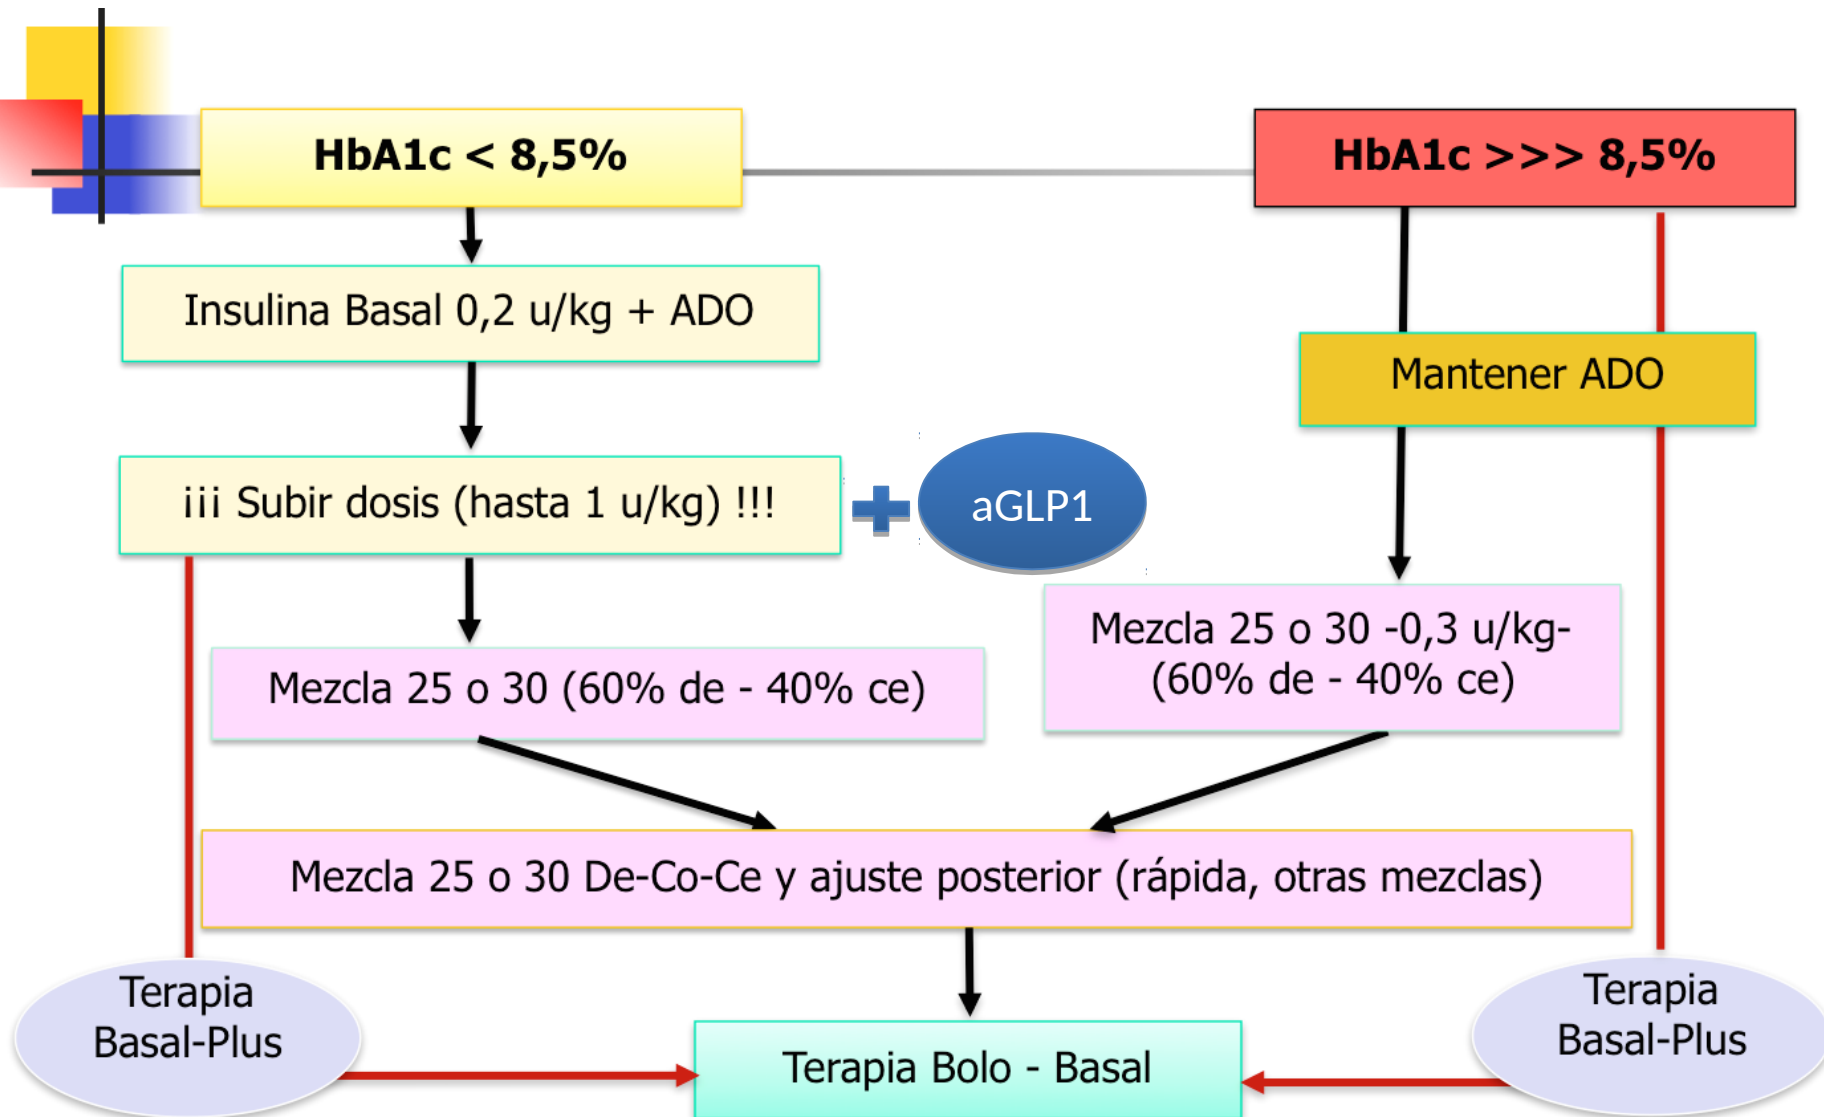 HbA1c < 8,5%
HbA1c >>> 8,5%
Insulina Basal 0,2 u/kg + ADO
Mantener ADO
¡¡¡ Subir dosis (hasta 1 u/kg) !!!
aGLP1
Mezcla 25 o 30 -0,3 u/kg-
(60% de - 40% ce)
Mezcla 25 o 30 (60% de - 40% ce)
Mezcla 25 o 30 De-Co-Ce y ajuste posterior (rápida, otras mezclas)
Terapia
Basal-Plus
Terapia
Basal-Plus
Terapia Bolo - Basal